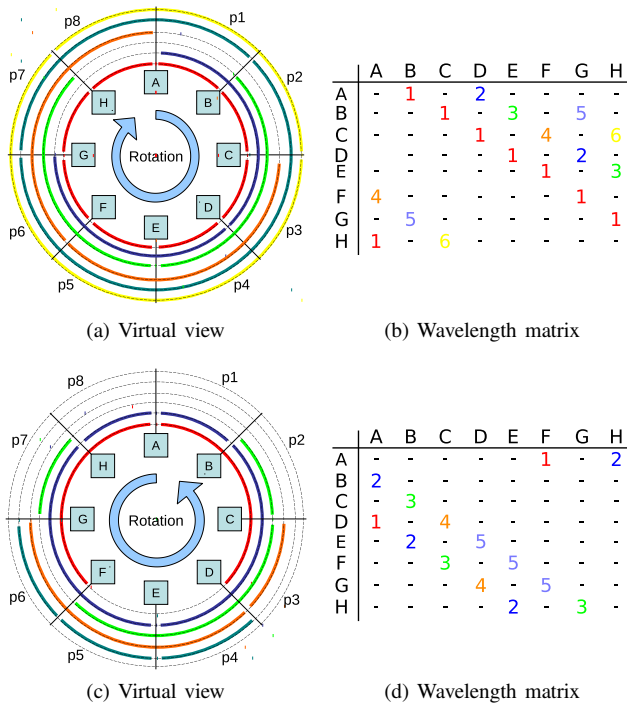 p8 p1
p7 p2
A
H B
G Rotation C
F D
E
p6 p3
p5 p4
(a) Virtual view
A B C D E F G H
A - 1 - 2 - - - -
B - - 1 - 3 - 5 -
C - - - 1 - 4 - 6
D - - - - 1 - 2 -
E - - - - - 1 - 3
F 4 - - - - - 1 -
G - 5 - - - - - 1
H 1 - 6 - - - - -
(b) Wavelength matrix
p8 p1
p7 p2
A
H B
G Rotation C
F D
E
p6 p3
p5 p4
(c) Virtual view
A B C D E F G H
A - - - - - 1 - 2
B 2 - - - - - - -
C - 3 - - - - - -
D 1 - 4 - - - - -
E - 2 - 5 - - - -
F - - 3 - 5 - - -
G - - - 4 - 5 - -
H - - - - 2 - 3 -
(d) Wavelength matrix